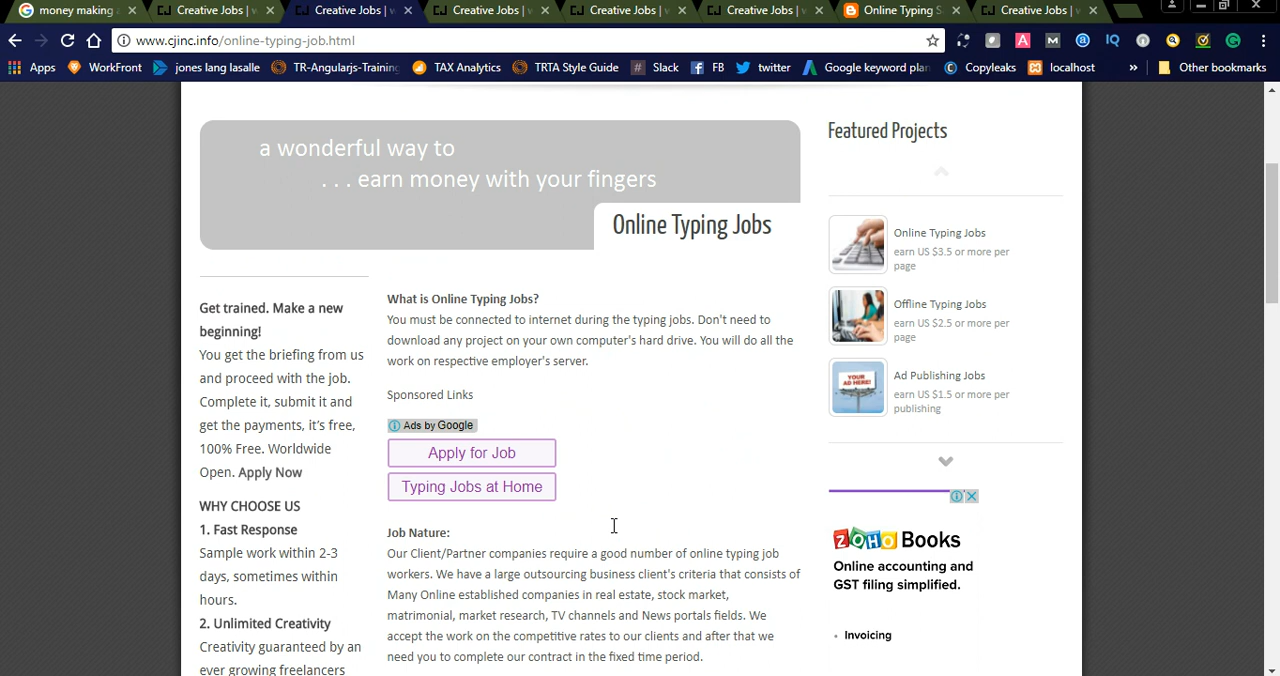 money making
Creative Jobs | v
Creative Jobs | v
Creative Jobs |
Creative Jobs |
Creative Jobs |
Online Typing S
Creative Jobs | v
www.cjinc.info/online-typing-job.html
Apps
WorkFront
jones lang lasalle
TR-Angularjs-Training
TAX Analytics
TRTA Style Guide
Slack
FB
twitter
Google keyword plan
Copyleaks
localhost
»
Other bookmarks
a wonderful way to
. . . earn money with your fingers
Online Typing Jobs
Get trained. Make a new
beginning!
You get the briefing from us
and proceed with the job.
Complete it, submit it and
get the payments, it's free,
100% Free. Worldwide
Open. Apply Now
WHY CHOOSE US
1. Fast Response
Sample work within 2-3
days, sometimes within
hours.
2. Unlimited Creativity
Creativity guaranteed by an
ever growing freelancers
What is Online Typing Jobs?
You must be connected to internet during the typing jobs. Don't need to
download any project on your own computer's hard drive. You will do all the
work on respective employer's server.
Sponsored Links
Ads by Google
Apply for Job
Typing Jobs at Home
Job Nature:
Our Client/Partner companies require a good number of online typing job
workers. We have a large outsourcing business client's criteria that consists of
Many Online established companies in real estate, stock market,
matrimonial, market research, TV channels and News portals fields. We
accept the work on the competitive rates to our clients and after that we
need you to complete our contract in the fixed time period.
Featured Projects
Online Typing Jobs
earn US $3.5 or more per
page
Offline Typing Jobs
earn US $2.5 or more per
page
YOUR
AD HERE!
Ad Publishing Jobs
earn US $1.5 or more per
publishing
ZOHO Books
Online accounting and
GST filing simplified.
Invoicing